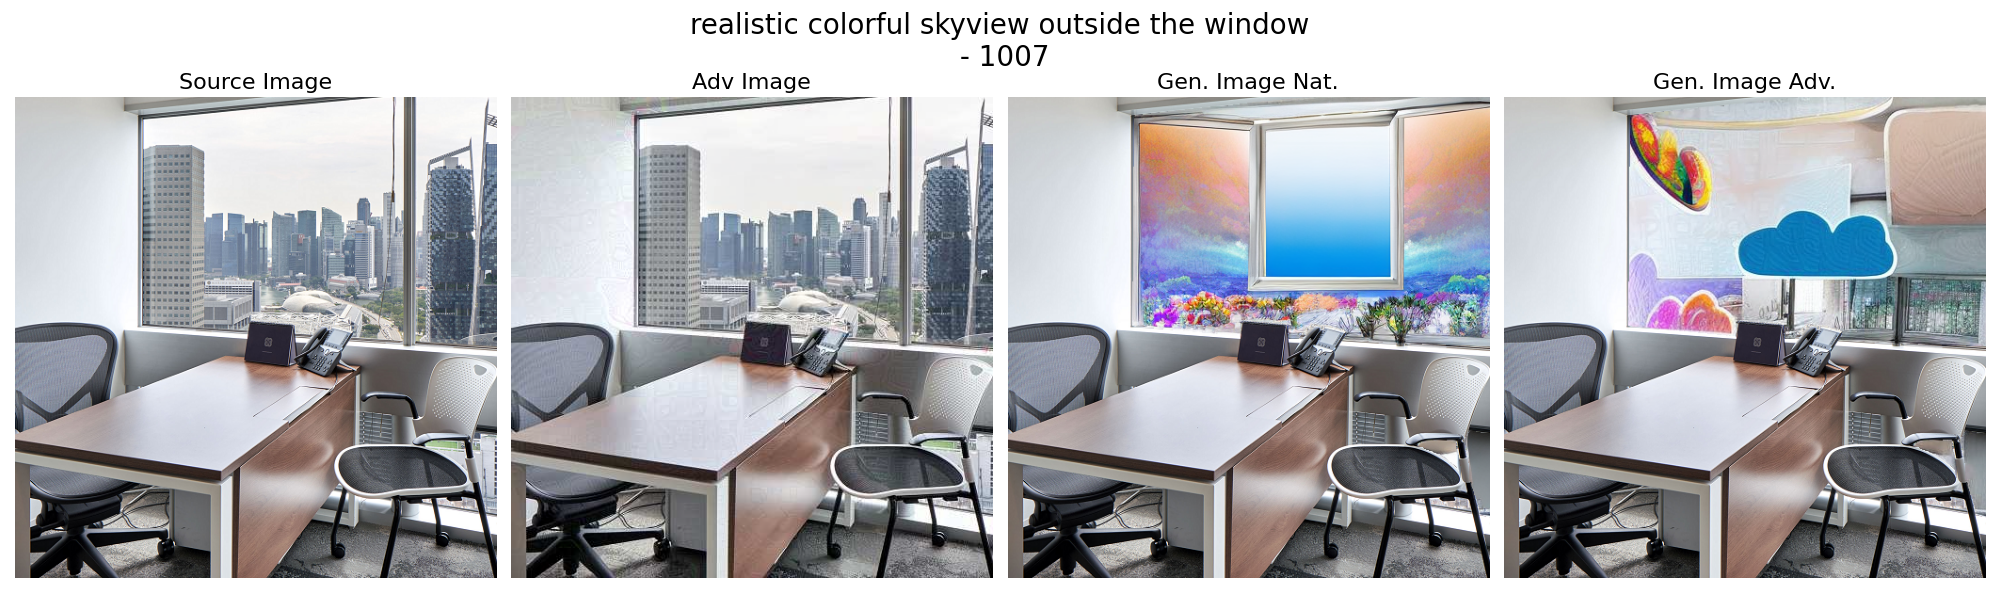 realistic colorful skyview outside the window
- 1007
Source Image
Adv Image
Gen. Image Nat.
Gen. Image Adv.